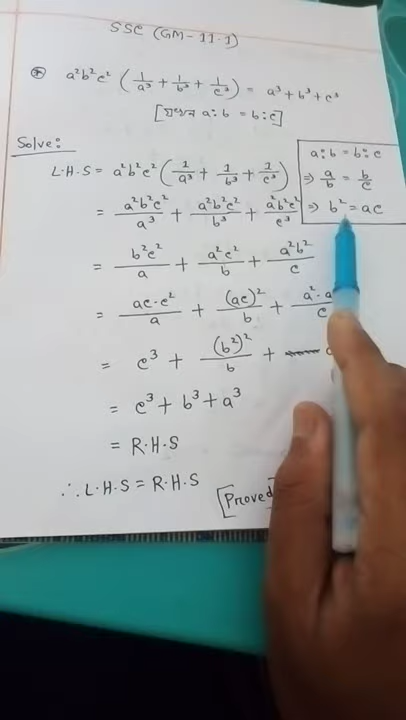 SSC (GM-11.1)
⊛ a²b²c² (1/a³ + 1/b³ + 1/c³) = a³ + b³ + c³
[যখন a:b = b:c]
Solve:
L.H.S = a²b²c² (1/a³ + 1/b³ + 1/c³)
= a²b²c²/a³ + a²b²c²/b³ + a²b²c²/c³
= b²c²/a + a²c²/b + a²b²/c
= ac·c²/a + (ac)²/b + a²·a
= c³ + (b²)²/b +
= c³ + b³ + a³
= R.H.S
∴ L.H.S = R.H.S
[Proved
a:b = b:c
⇒ a/b = b/c
⇒ b² = ac